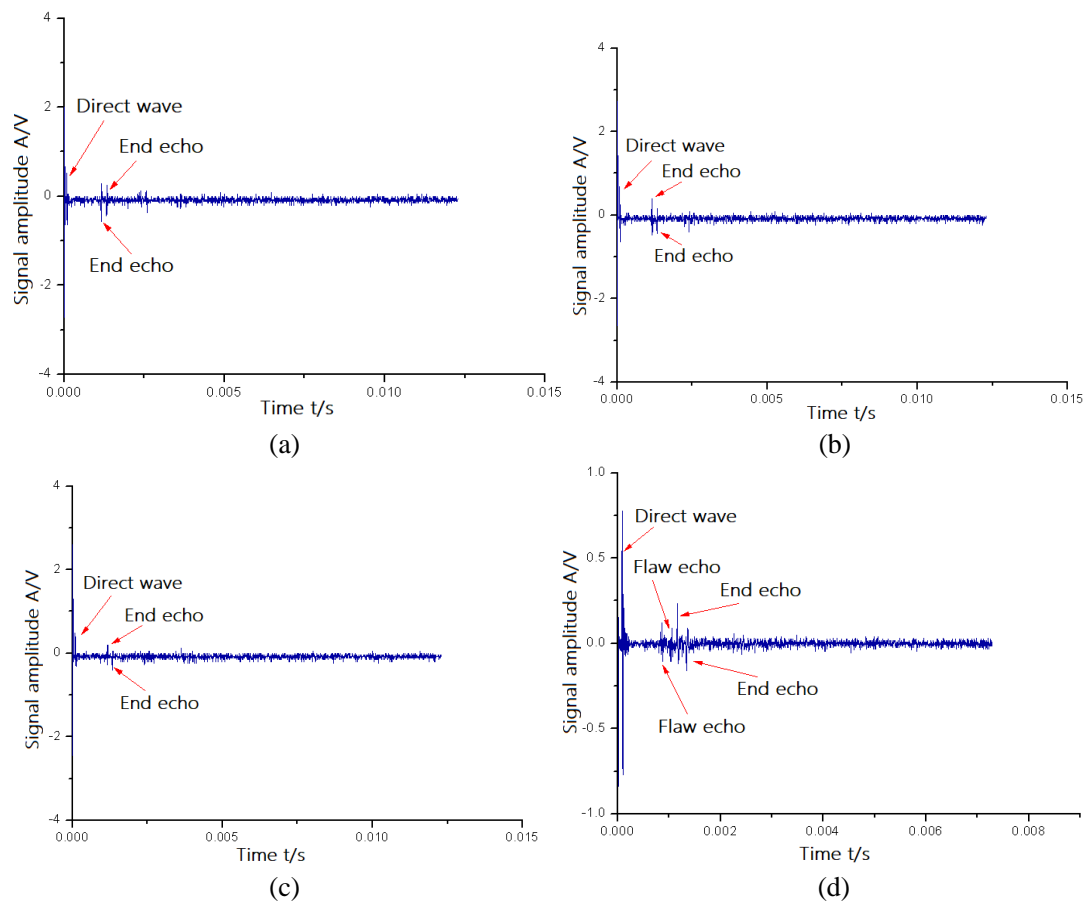 4
2
0
-2
-4
Signal amplitude A/V
Direct wave
End echo
End echo
0.000
0.005
0.010
0.015
Time t/s
(a)
4
2
0
-2
-4
Signal amplitude A/V
Direct wave
End echo
End echo
0.000
0.005
0.010
0.015
Time t/s
(b)
4
2
0
-2
-4
Signal amplitude A/V
Direct wave
End echo
End echo
0.000
0.005
0.010
0.015
Time t/s
(c)
1.0
0.5
0.0
-0.5
-1.0
Signal amplitude A/V
Direct wave
Flaw echo
End echo
End echo
Flaw echo
0.000
0.002
0.004
0.006
0.008
Time t/s
(d)